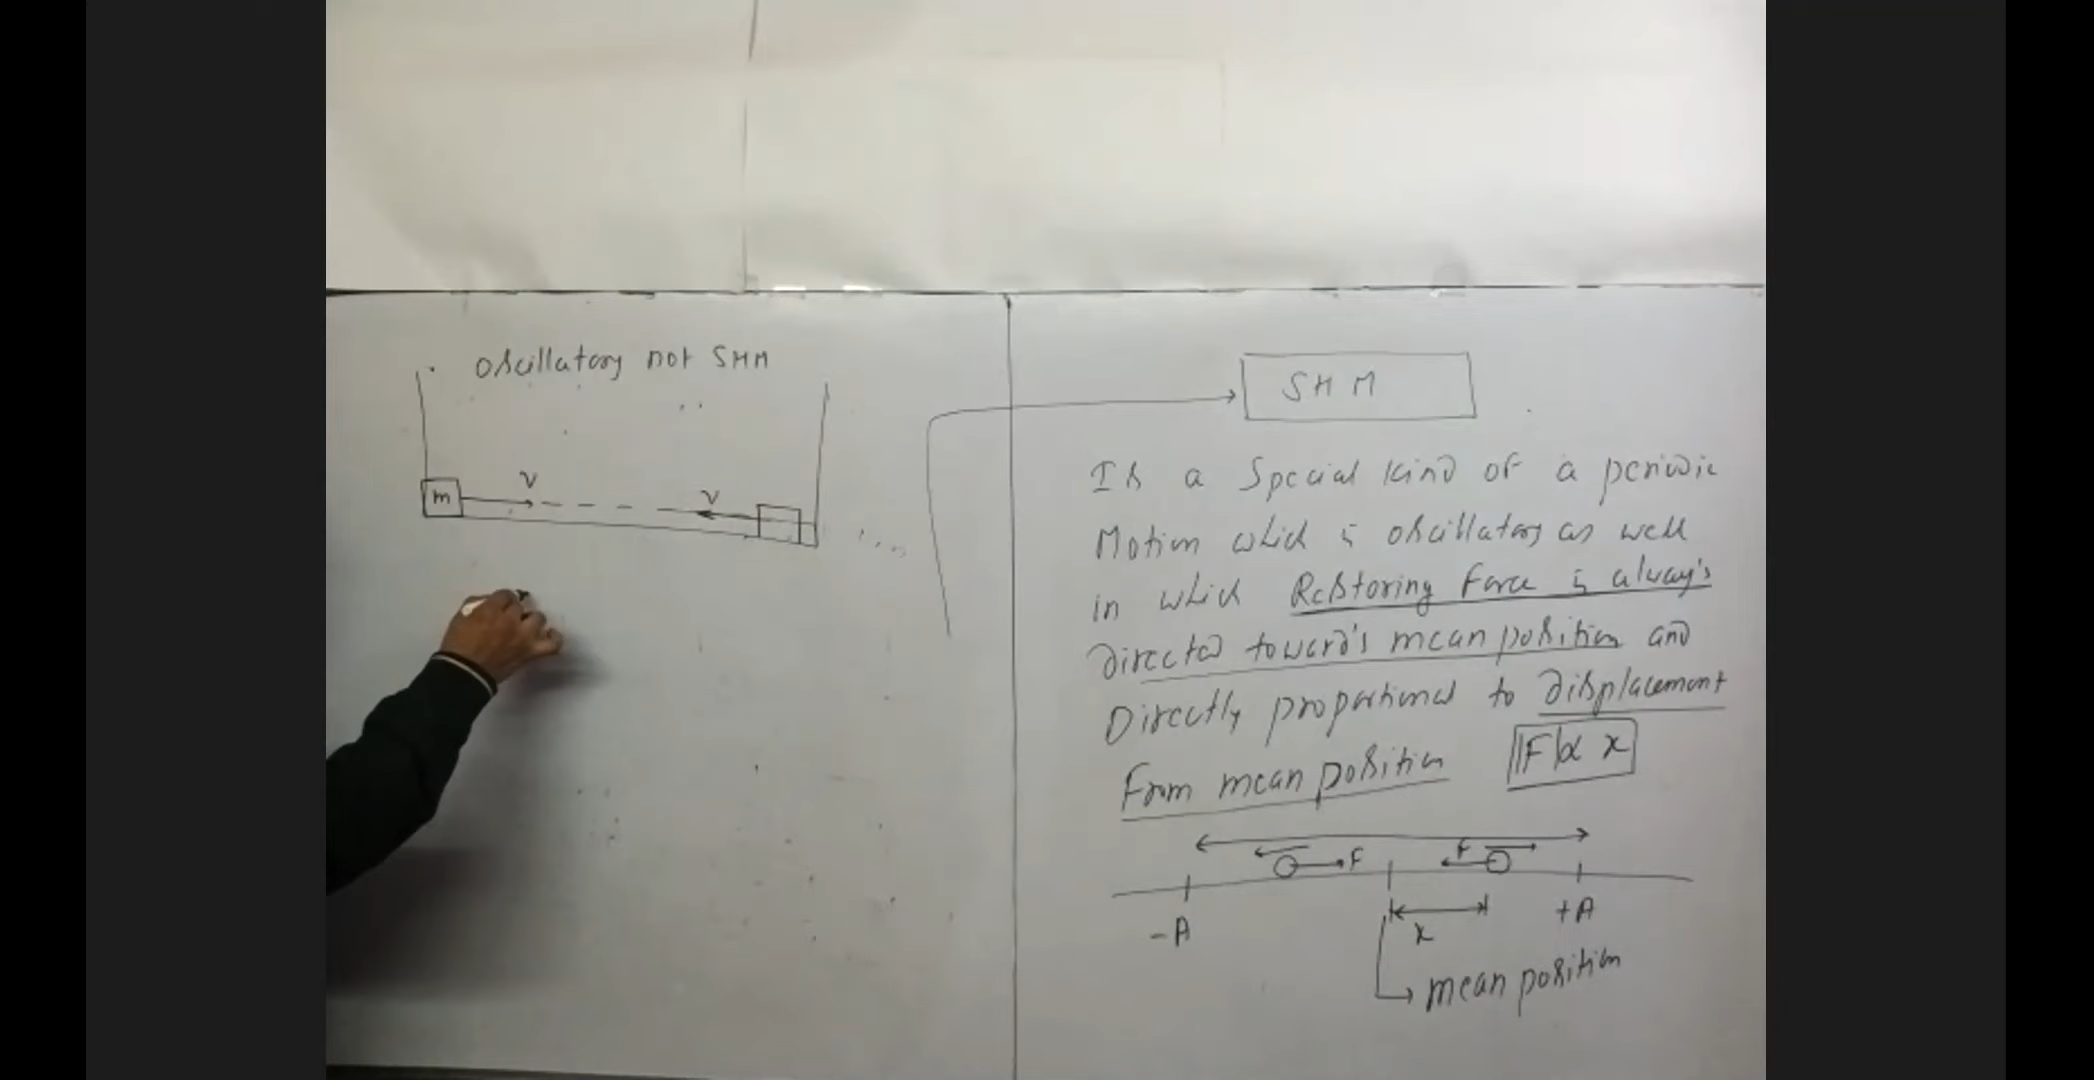 Oscillatory not SHM
m
v
v
SHM
Is a Special kind of a periodic
Motion which is oscillatory as well
in which Restoring Force is always
directed toward's mean position and
Directly proportional to displacement
From mean position |F| ∝ x
F F
-A x +A
mean position